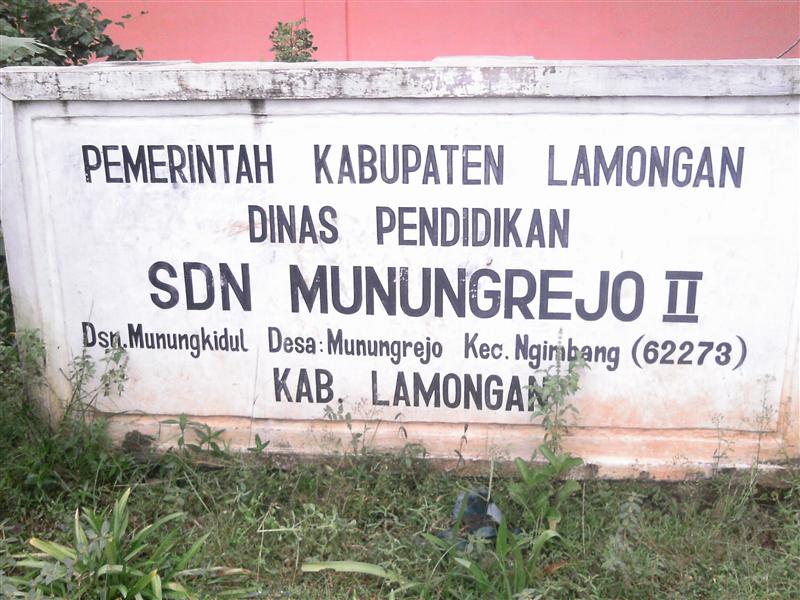 PEMERINTAH KABUPATEN LAMONGAN
DINAS PENDIDIKAN
SDN MUNUNGREJO II
Dsn.Munungkidul Desa: Munungrejo Kec. Ngimbang (62273)
KAB. LAMONGAN